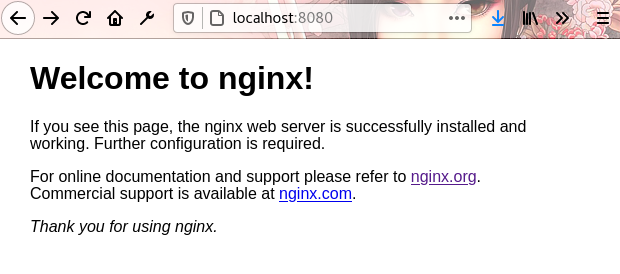 localhost:8080
Welcome to nginx!
If you see this page, the nginx web server is successfully installed and
working. Further configuration is required.
For online documentation and support please refer to nginx.org.
Commercial support is available at nginx.com.
Thank you for using nginx.